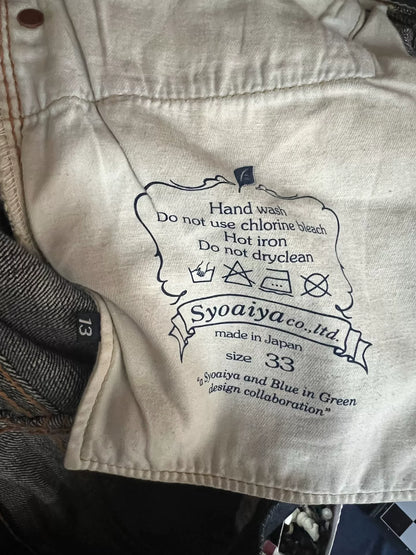 Hand wash
Do not use chlorine bleach
Hot iron
Do not dryclean
Syoaiya co.,ltd.
made in Japan
size 33
"a Syoaiya and Blue in Green
design collaboration"
13